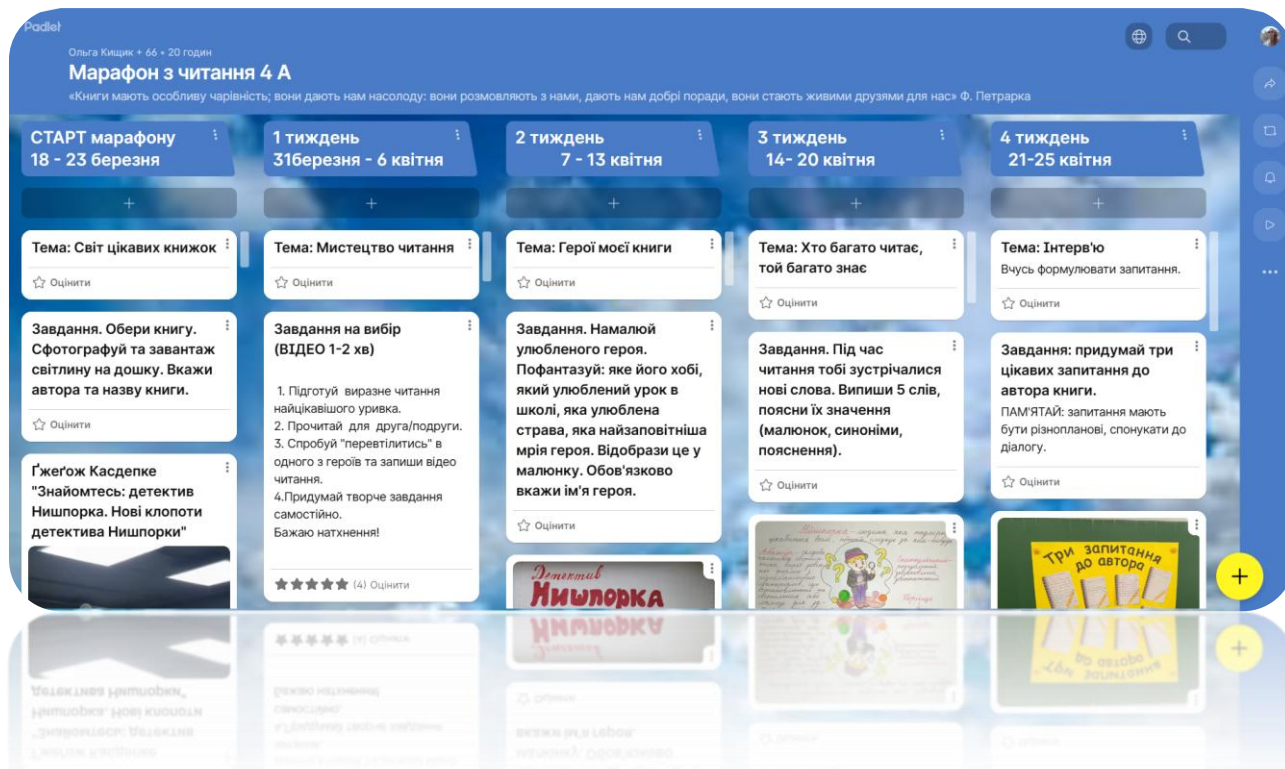 Padlet
Ольга Кищик + 66 • 20 годин
Марафон з читання 4 А
«Книги мають особливу чарівність; вони дають нам насолоду: вони розмовляють з нами, дають нам добрі поради, вони стають живими друзями для нас» Ф. Петрарка
СТАРТ марафону
18 - 23 березня
Тема: Світ цікавих книжок
Оцінити
Завдання. Обери книгу.
Сфотографуй та завантаж
світлину на дошку. Вкажи
автора та назву книги.
Оцінити
Ґжеґож Касдепке
"Знайомтесь: детектив
Нишпорка. Нові клопоти
детектива Нишпорки"
1 тиждень
31березня - 6 квітня
Тема: Мистецтво читання
Оцінити
Завдання на вибір
(ВІДЕО 1-2 хв)
1. Підготуй виразне читання
найцікавішого уривка.
2. Прочитай для друга/подруги.
3. Спробуй "перевтілитись" в
одного з героїв та запиши відео
читання.
4.Придумай творче завдання
самостійно.
Бажаю натхнення!
(4) Оцінити
2 тиждень
7 - 13 квітня
Тема: Герої моєї книги
Оцінити
Завдання. Намалюй
улюбленого героя.
Пофантазуй: яке його хобі,
який улюблений урок в
школі, яка улюблена
страва, яка найзаповітніша
мрія героя. Відобрази це у
малюнку. Обов'язково
вкажи ім'я героя.
Оцінити
Детектив
Нишпорка
3 тиждень
14- 20 квітня
Тема: Хто багато читає,
той багато знає
Оцінити
Завдання. Під час
читання тобі зустрічалися
нові слова. Випиши 5 слів,
поясни їх значення
(малюнок, синоніми,
пояснення).
Оцінити
4 тиждень
21-25 квітня
Тема: Інтерв'ю
Вчусь формулювати запитання.
Оцінити
Завдання: придумай три
цікавих запитання до
автора книги.
ПАМ'ЯТАЙ: запитання мають
бути різнопланові, спонукати до
діалогу.
Оцінити
Три запитання
до автора